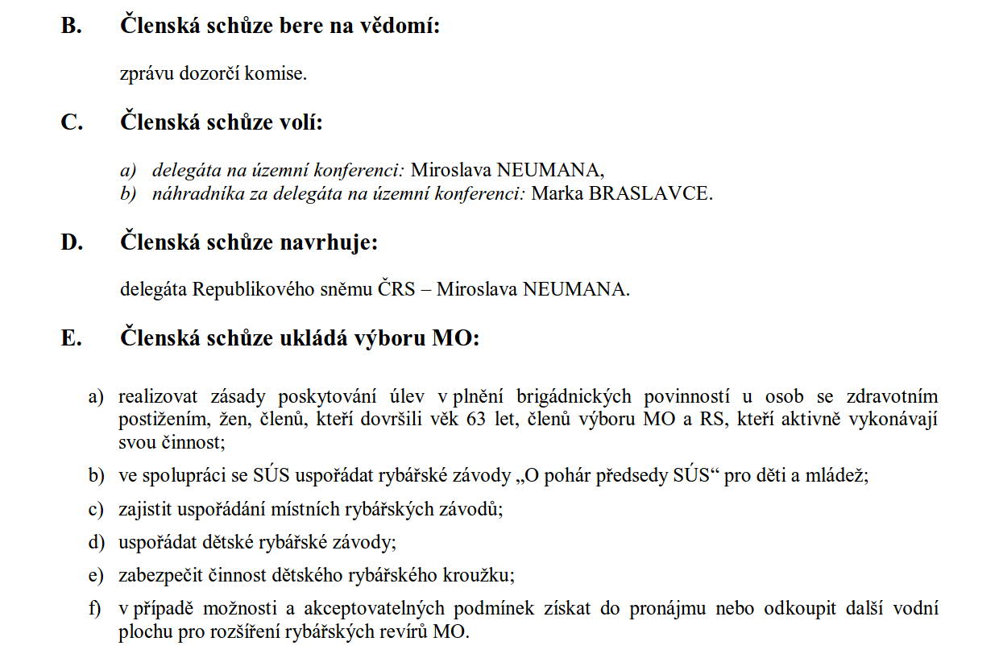 B. Členská schůze bere na vědomí:
zprávu dozorčí komise.
C. Členská schůze volí:
a) delegáta na územní konferenci: Miroslava NEUMANA,
b) náhradníka za delegáta na územní konferenci: Marka BRASLAVCE.
D. Členská schůze navrhuje:
delegáta Republikového sněmu ČRS – Miroslava NEUMANA.
E. Členská schůze ukládá výboru MO:
a) realizovat zásady poskytování úlev v plnění brigádnických povinností u osob se zdravotním
postižením, žen, členů, kteří dovršili věk 63 let, členů výboru MO a RS, kteří aktivně vykonávají
svou činnost;
b) ve spolupráci se SÚS uspořádat rybářské závody „O pohár předsedy SÚS“ pro děti a mládež;
c) zajistit uspořádání místních rybářských závodů;
d) uspořádat dětské rybářské závody;
e) zabezpečit činnost dětského rybářského kroužku;
f) v případě možnosti a akceptovatelných podmínek získat do pronájmu nebo odkoupit další vodní
plochu pro rozšíření rybářských revírů MO.